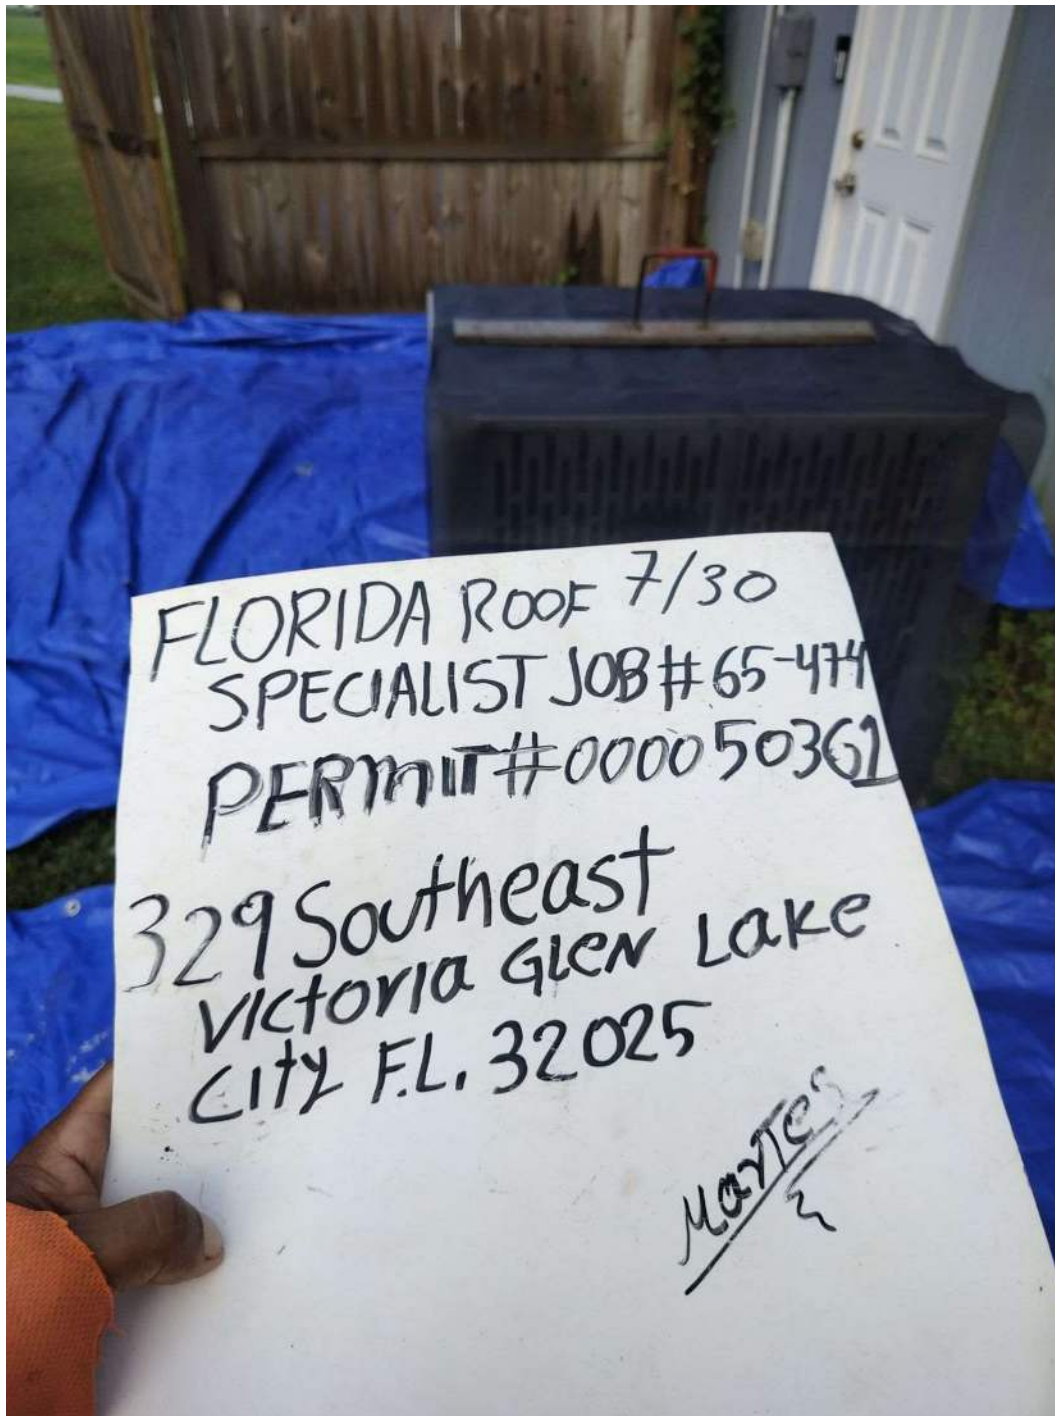 FLORIDA ROOF 7/30
SPECIALIST JOB # 65-474
PERMIT # 000050361
329 Southeast
Victoria Glen Lake
City F.L. 32025
Martes